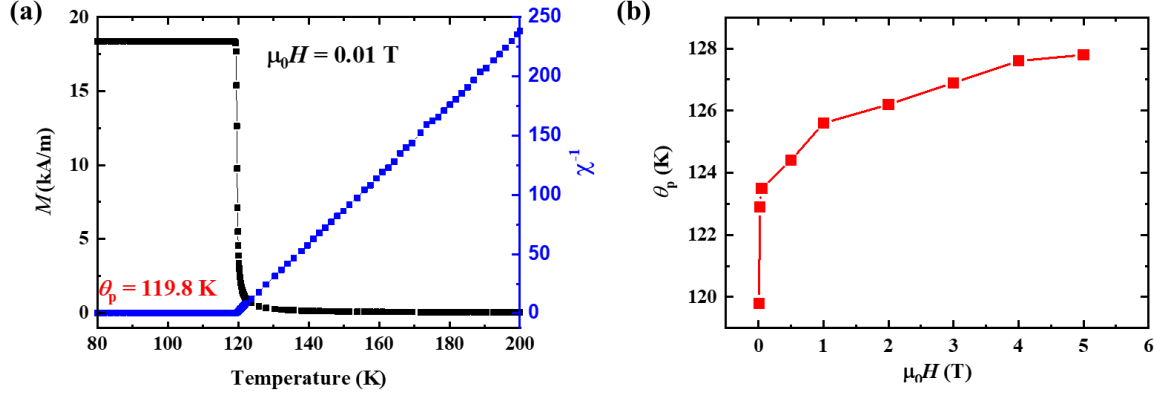 (a)
μ₀H = 0.01 T
θp = 119.8 K
M (kA/m)
20
15
10
5
0
80 100 120 140 160 180 200
Temperature (K)
250
200
150
100
50
0
χ⁻¹
(b)
θp (K)
128
126
124
122
120
0 1 2 3 4 5 6
μ₀H (T)